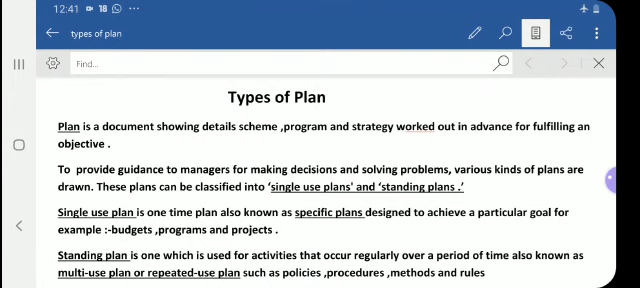 12:41 18
types of plan
Find...
Types of Plan
Plan is a document showing details scheme ,program and strategy worked out in advance for fulfilling an
objective .
To provide guidance to managers for making decisions and solving problems, various kinds of plans are
drawn. These plans can be classified into ‘single use plans' and ‘standing plans .’
Single use plan is one time plan also known as specific plans designed to achieve a particular goal for
example :-budgets ,programs and projects .
Standing plan is one which is used for activities that occur regularly over a period of time also known as
multi-use plan or repeated-use plan such as policies ,procedures ,methods and rules